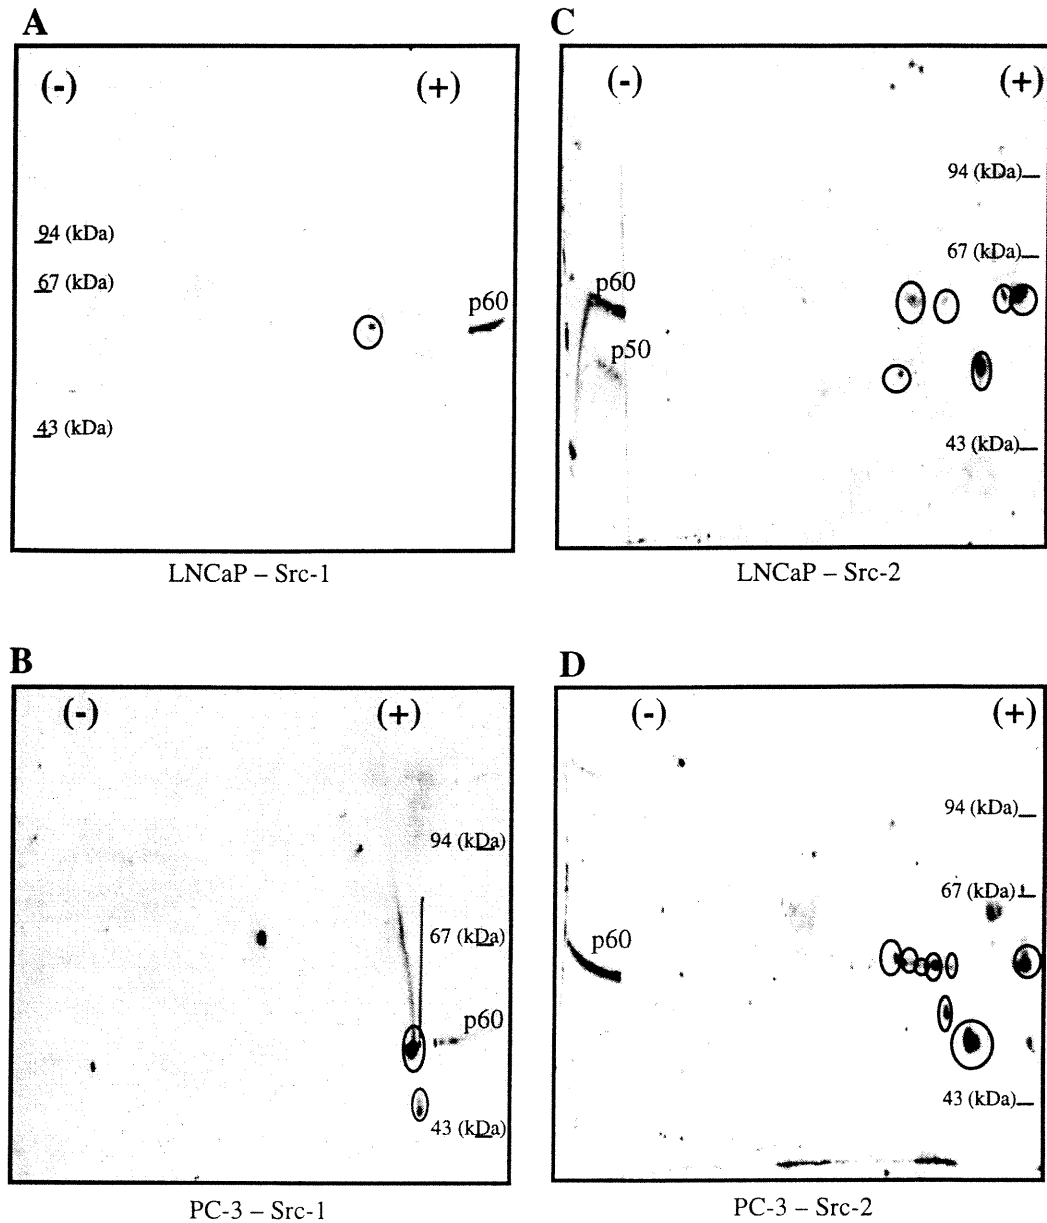 A
(-) (+)
94 (kDa)
67 (kDa)
p60
43 (kDa)
LNCaP – Src-1
C
(-) (+)
94 (kDa)
67 (kDa)
p60
p50
43 (kDa)
LNCaP – Src-2
B
(-) (+)
94 (kDa)
67 (kDa)
p60
43 (kDa)
PC-3 – Src-1
D
(-) (+)
94 (kDa)
67 (kDa)
p60
43 (kDa)
PC-3 – Src-2